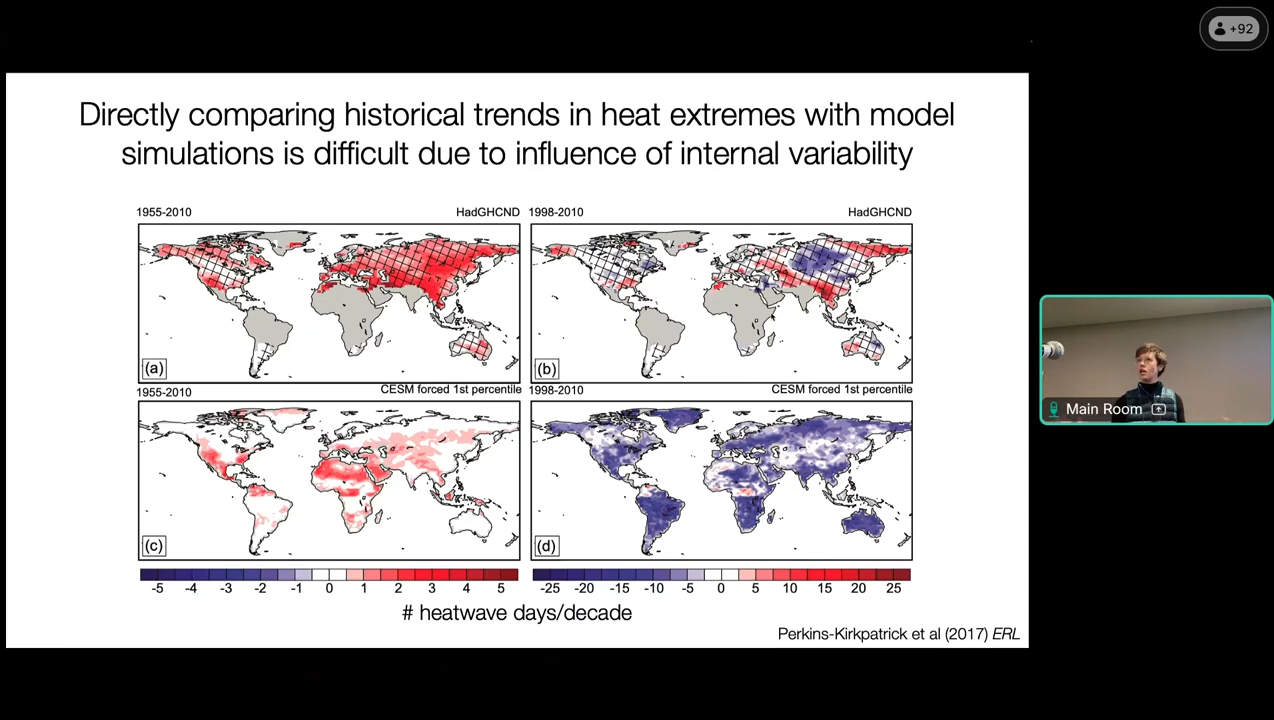 +92
Directly comparing historical trends in heat extremes with model
simulations is difficult due to influence of internal variability
1955-2010 HadGHCND
1998-2010 HadGHCND
(a)
(b)
1955-2010 CESM forced 1st percentile
1998-2010 CESM forced 1st percentile
(c)
(d)
-5 -4 -3 -2 -1 0 1 2 3 4 5
-25 -20 -15 -10 -5 0 5 10 15 20 25
# heatwave days/decade
Perkins-Kirkpatrick et al (2017) ERL
Main Room